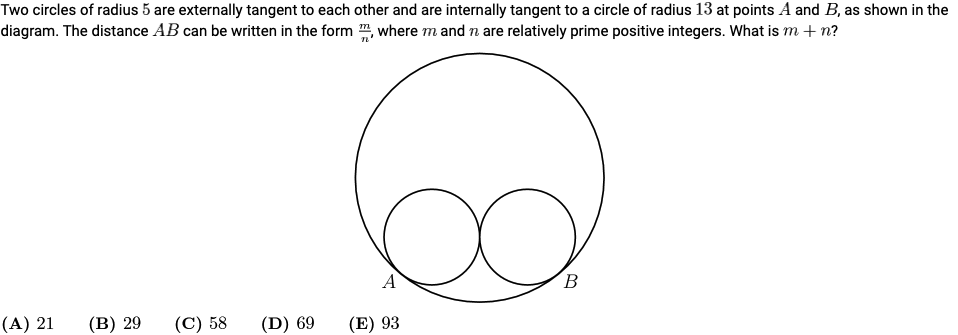 Two circles of radius 5 are externally tangent to each other and are internally tangent to a circle of radius 13 at points A and B, as shown in the
diagram. The distance AB can be written in the form m/n, where m and n are relatively prime positive integers. What is m + n?
A
B
(A) 21 (B) 29 (C) 58 (D) 69 (E) 93